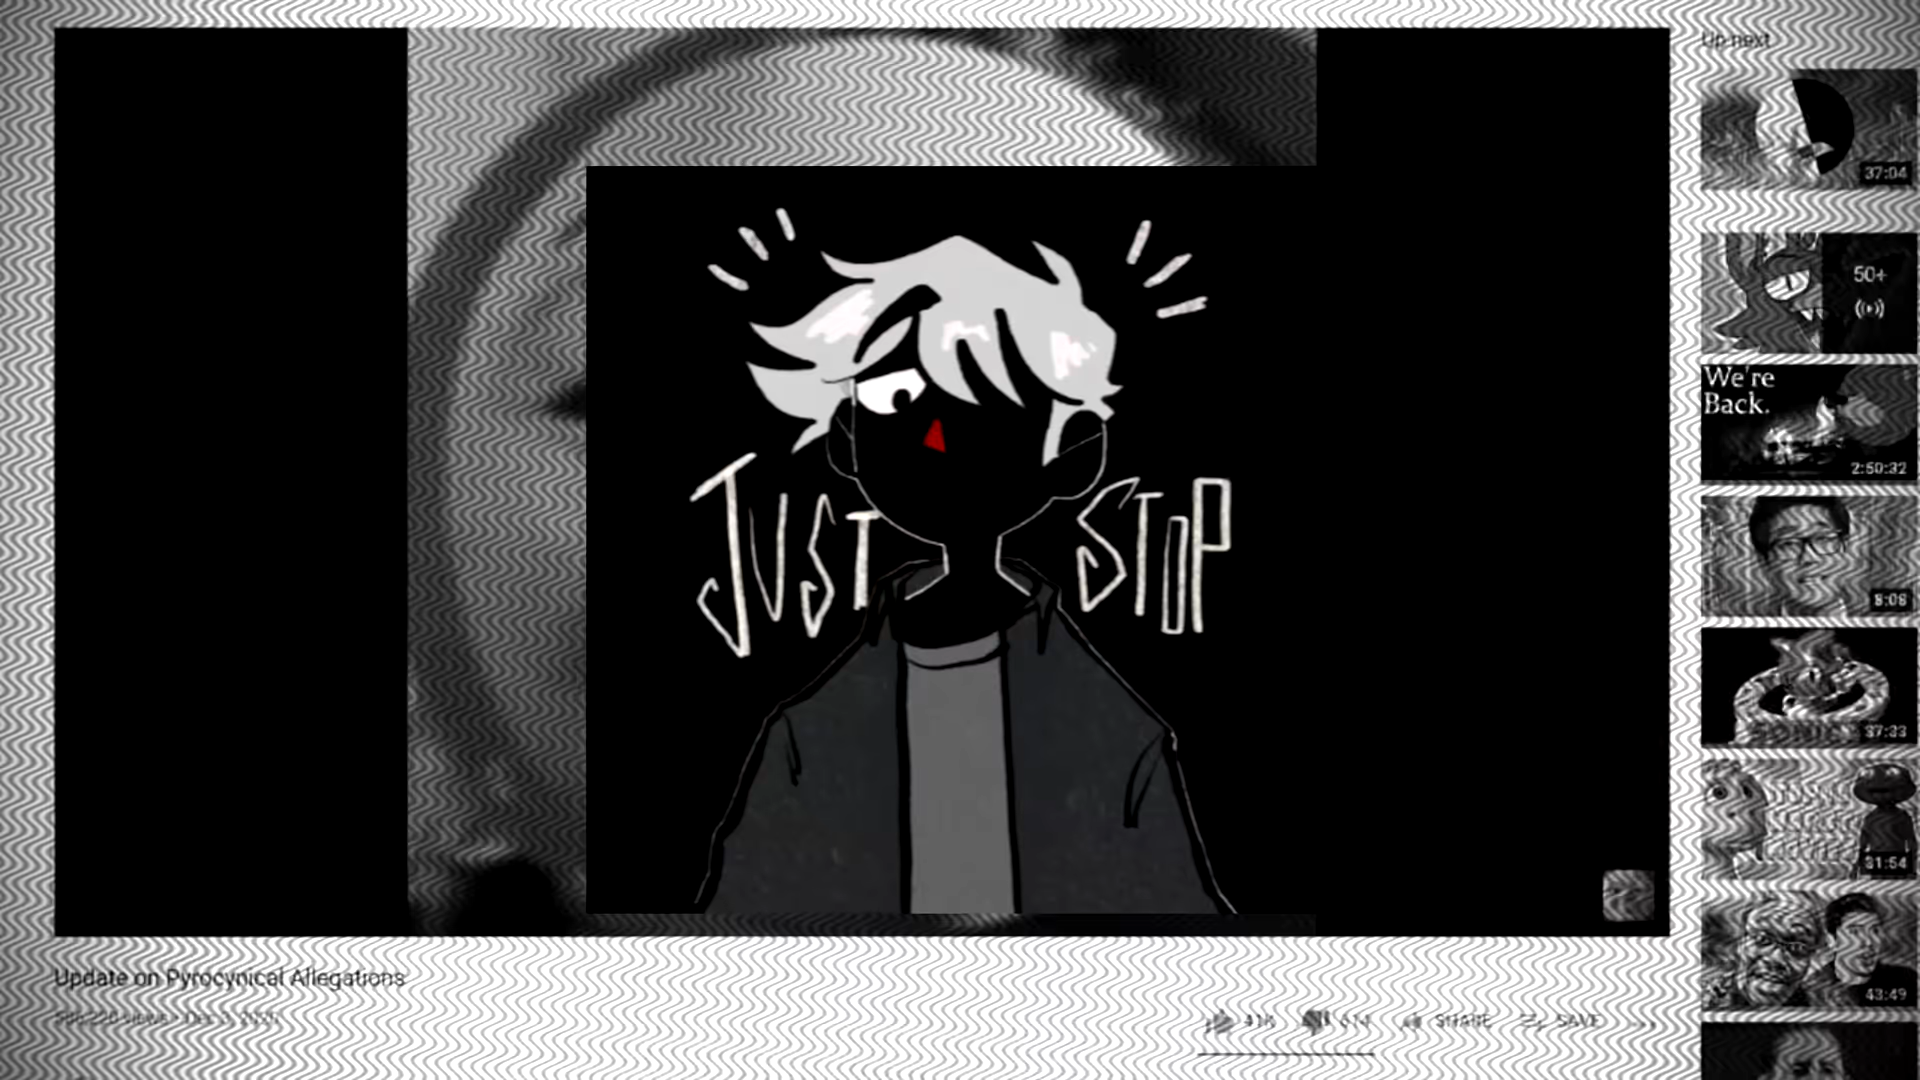 Up next
37:04
50+
We're
Back.
2:50:32
8:08
JUST STOP
37:33
31:54
43:49
Update on Pyrocynical Allegations
41K
SHARE
SAVE